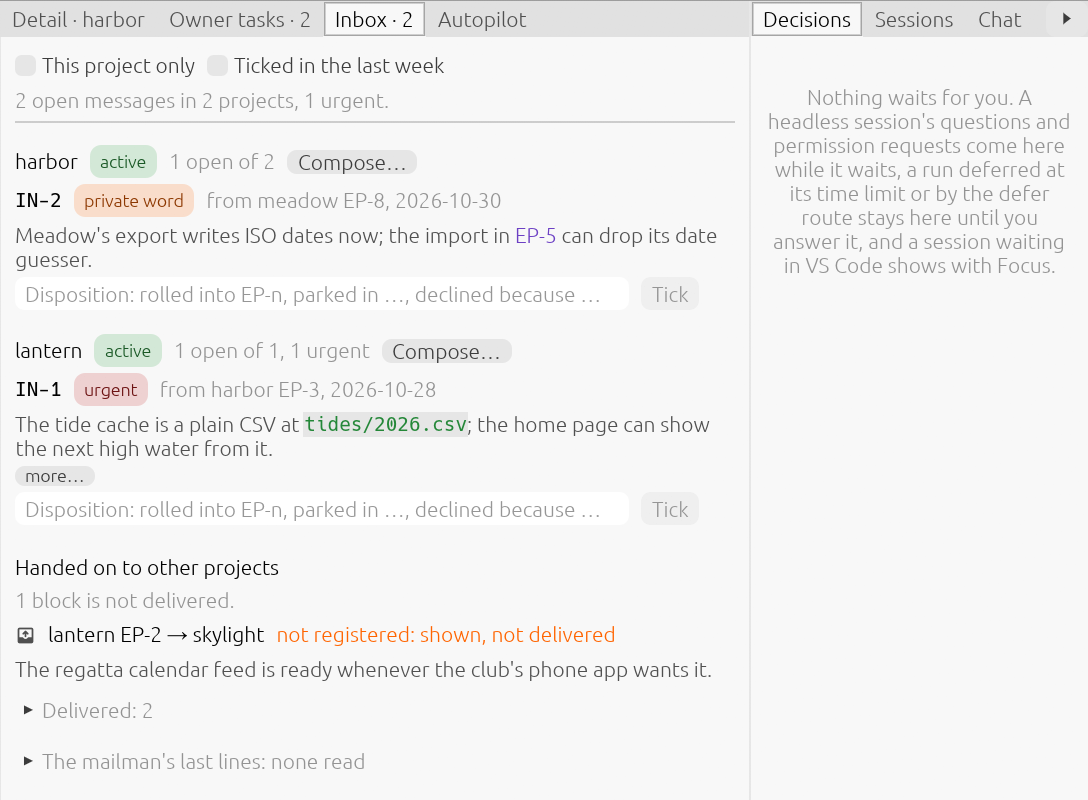 Detail · harbor Owner tasks · 2 Inbox · 2 Autopilot
This project only Ticked in the last week
2 open messages in 2 projects, 1 urgent.
harbor active 1 open of 2 Compose…
IN-2 private word from meadow EP-8, 2026-10-30
Meadow's export writes ISO dates now; the import in EP-5 can drop its date
guesser.
Disposition: rolled into EP-n, parked in …, declined because … Tick
lantern active 1 open of 1, 1 urgent Compose…
IN-1 urgent from harbor EP-3, 2026-10-28
The tide cache is a plain CSV at tides/2026.csv; the home page can show
the next high water from it.
more…
Disposition: rolled into EP-n, parked in …, declined because … Tick
Handed on to other projects
1 block is not delivered.
lantern EP-2 → skylight not registered: shown, not delivered
The regatta calendar feed is ready whenever the club's phone app wants it.
Delivered: 2
The mailman's last lines: none read
Decisions Sessions Chat
Nothing waits for you. A
headless session's questions and
permission requests come here
while it waits, a run deferred at
its time limit or by the defer
route stays here until you
answer it, and a session waiting
in VS Code shows with Focus.